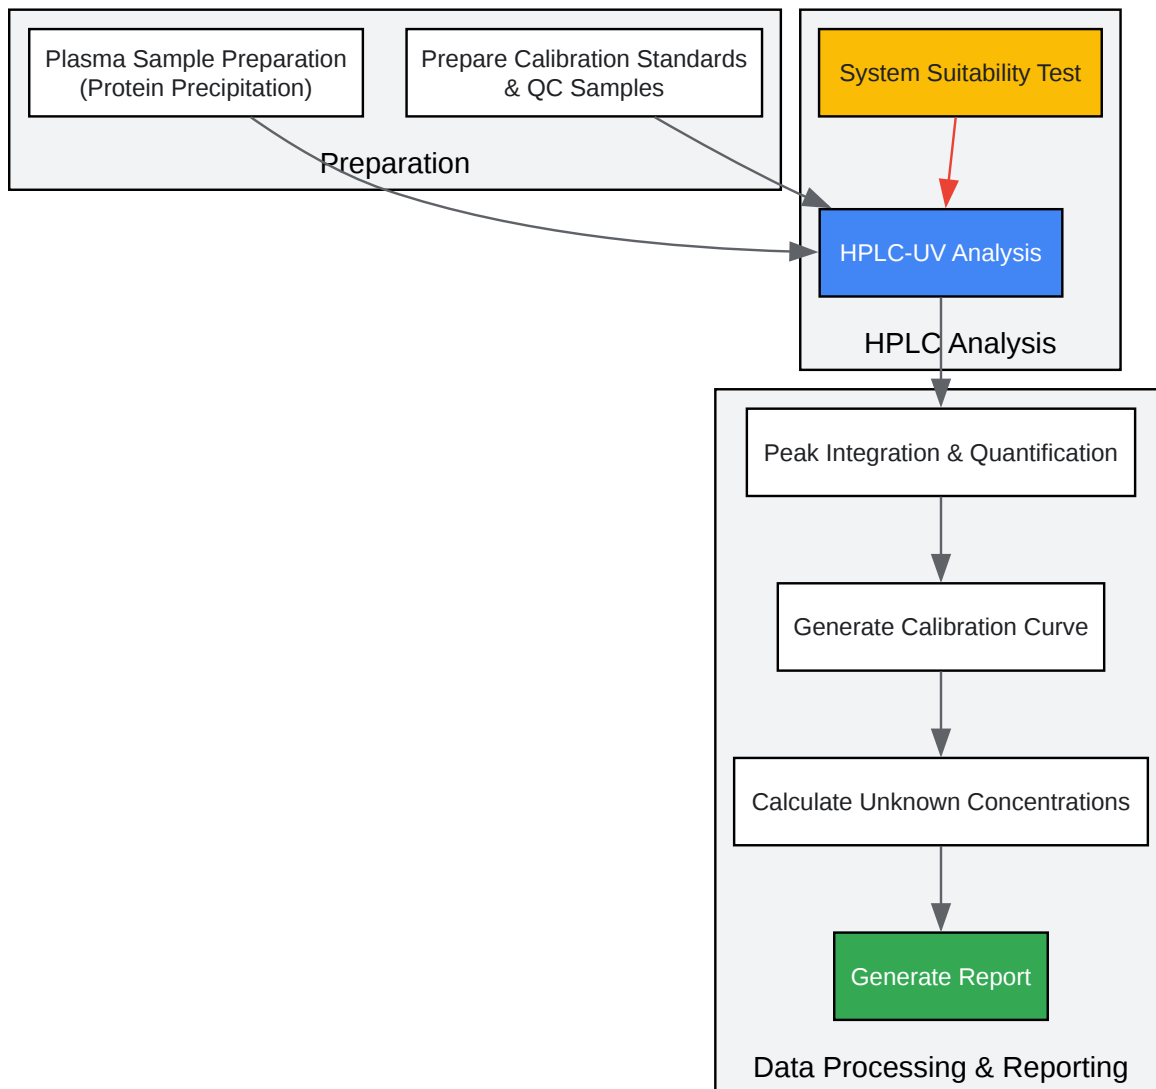 Plasma Sample Preparation
(Protein Precipitation)
Prepare Calibration Standards
& QC Samples
Preparation
System Suitability Test
HPLC-UV Analysis
HPLC Analysis
Peak Integration & Quantification
Generate Calibration Curve
Calculate Unknown Concentrations
Generate Report
Data Processing & Reporting